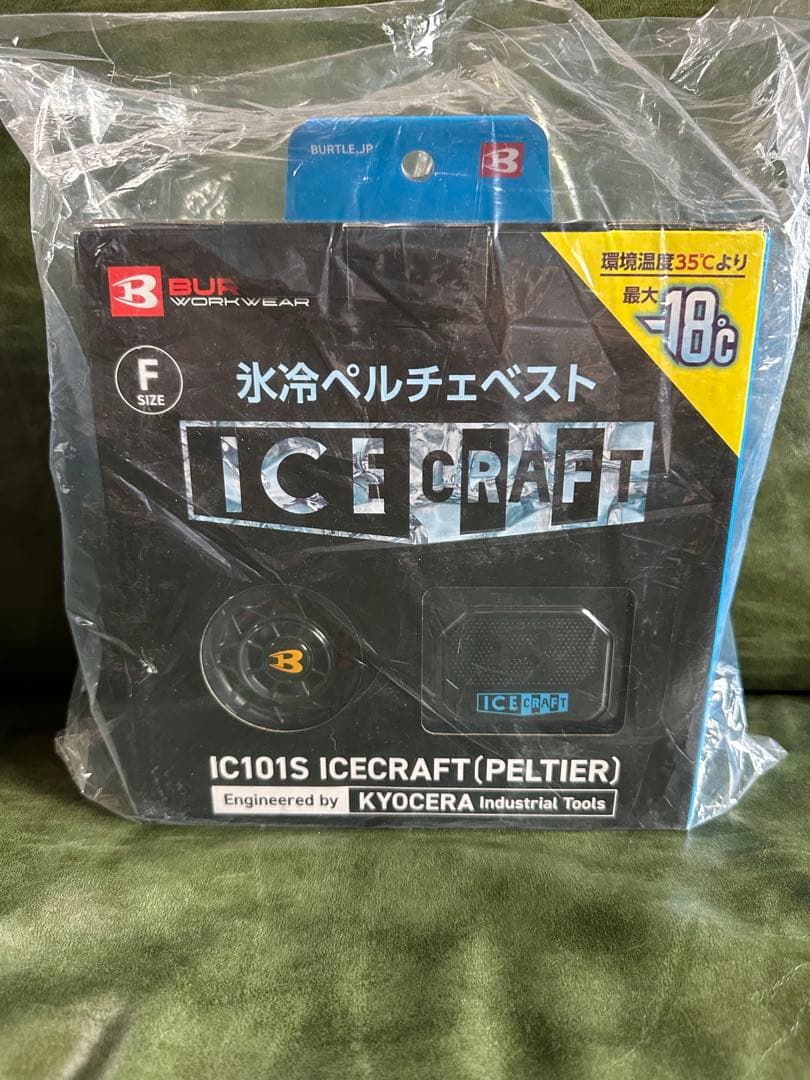 BURTLE.JP
環境温度35℃より
最大
-18℃
BUR
WORKWEAR
F
SIZE
氷冷ペルチェベスト
ICE CRAFT
ICE CRAFT
IC101S ICECRAFT(PELTIER)
Engineered by KYOCERA Industrial Tools